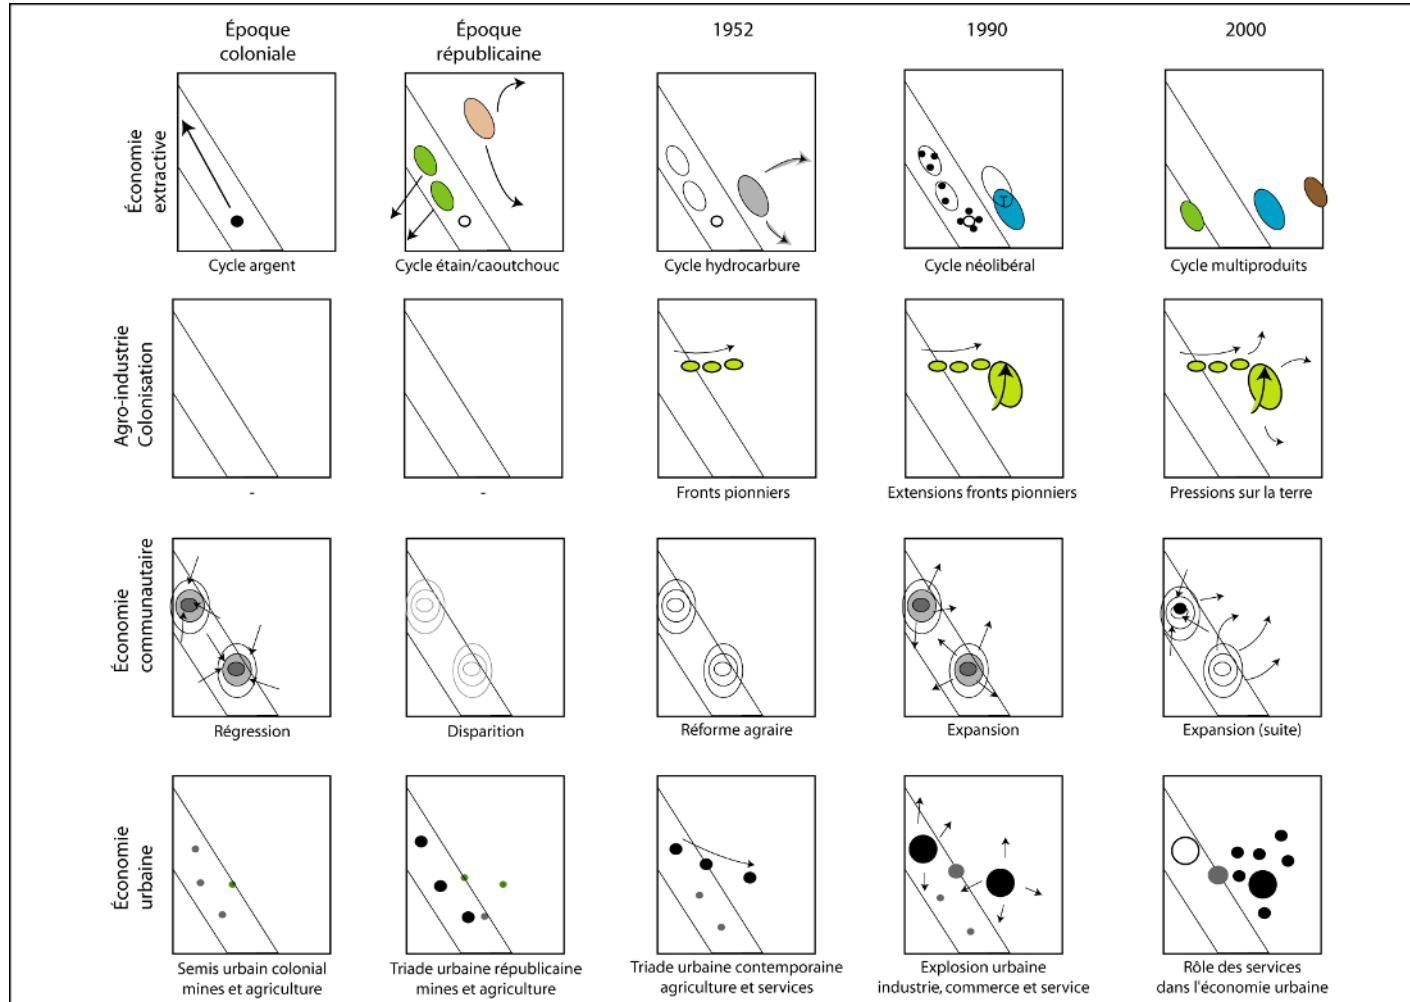 Époque
coloniale
Époque
républicaine
1952
1990
2000
Économie
extractive
Cycle argent
Cycle étain/caoutchouc
Cycle hydrocarbure
T
Cycle néolibéral
Cycle multiproduits
Agro-industrie
Colonisation
-
-
Fronts pionniers
Extensions fronts pionniers
Pressions sur la terre
Économie
communautaire
Régression
Disparition
Réforme agraire
Expansion
Expansion (suite)
Économie
urbaine
Semis urbain colonial
mines et agriculture
Triade urbaine républicaine
mines et agriculture
Triade urbaine contemporaine
agriculture et services
Explosion urbaine
industrie, commerce et service
Rôle des services
dans l'économie urbaine